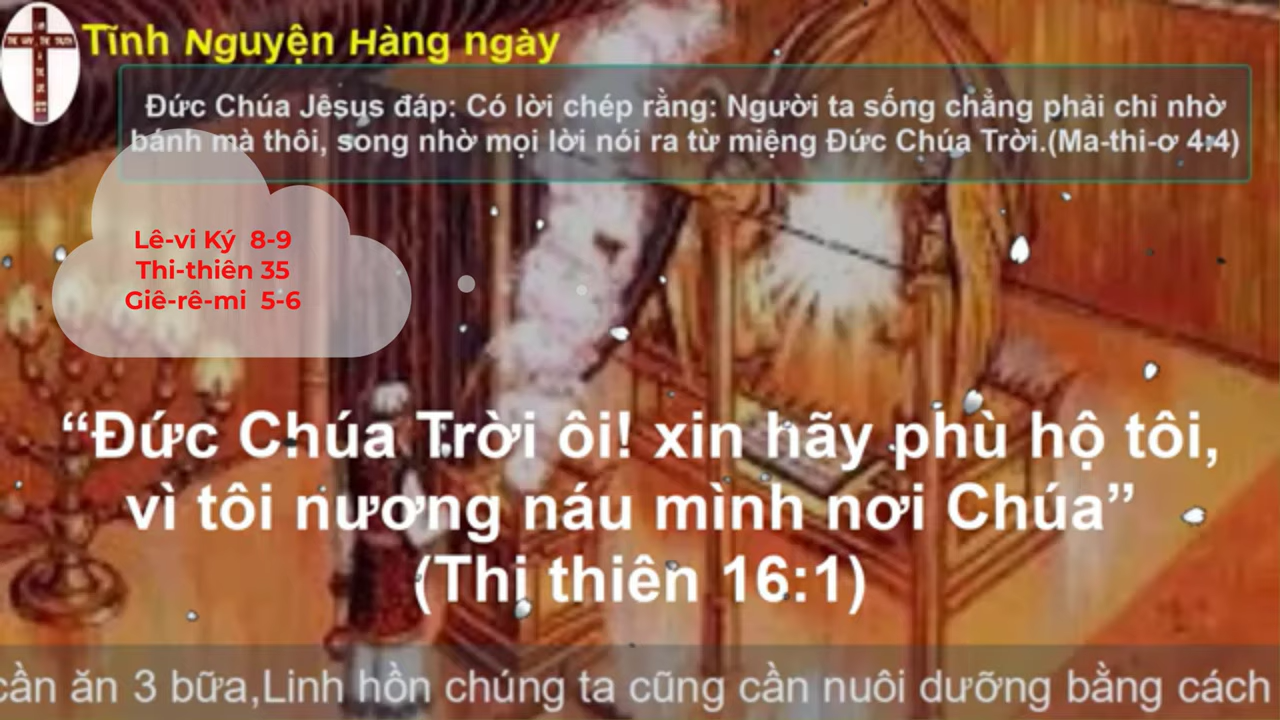 THE WAY THE TRUTH
Tĩnh Nguyện Hàng ngày
Đức Chúa Jêsus đáp: Có lời chép rằng: Người ta sống chẳng phải chỉ nhờ
bánh mà thôi, song nhờ mọi lời nói ra từ miệng Đức Chúa Trời.(Ma-thi-ơ 4:4)
Lê-vi Ký 8-9
Thi-thiên 35
Giê-rê-mi 5-6
“Đức Chúa Trời ôi! xin hãy phù hộ tôi,
vì tôi nương náu mình nơi Chúa”
(Thi thiên 16:1)
cần ăn 3 bữa,Linh hồn chúng ta cũng cần nuôi dưỡng bằng cách